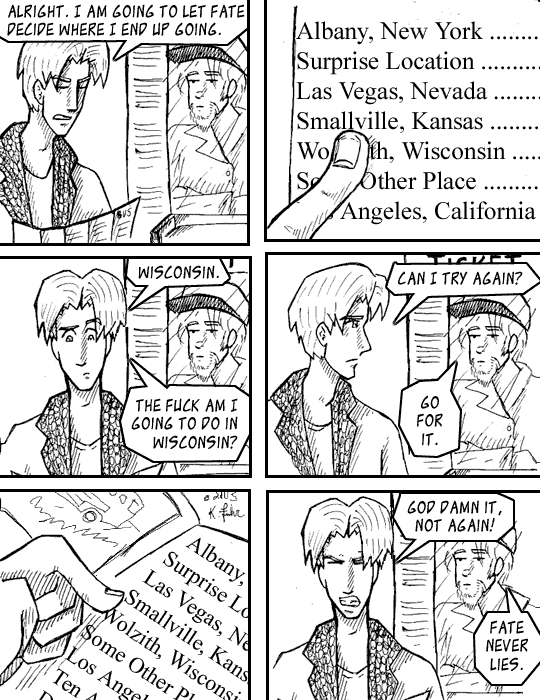 ALRIGHT. I AM GOING TO LET FATE
DECIDE WHERE I END UP GOING.
BUS
Albany, New York ........
Surprise Location ........
Las Vegas, Nevada .......
Smallville, Kansas ........
th, Wisconsin .....
Other Place ........
Angeles, California
WISCONSIN.
THE FUCK AM I
GOING TO DO IN
WISCONSIN?
TICKET
CAN I TRY AGAIN?
GO
FOR
IT.
© 2003
Albany,
Surprise Lo
Las Vegas, Ne
Smallville, Kans
Wolzith, Wisconsi
Some Other Pl
Los Angel
Ten A
GOD DAMN IT,
NOT AGAIN!
FATE
NEVER
LIES.